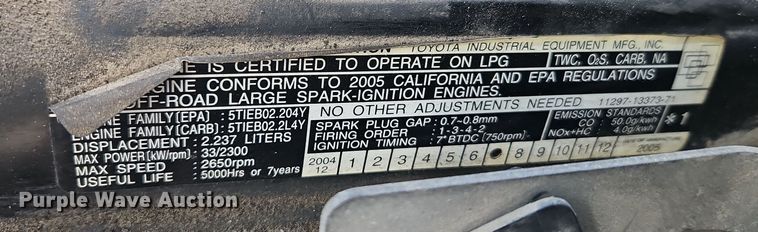 TOYOTA INDUSTRIAL EQUIPMENT MFG., INC.
NE IS CERTIFIED TO OPERATE ON LPG
TWC, O2S, CARB, NA
GINE CONFORMS TO 2005 CALIFORNIA AND EPA REGULATIONS
OFF-ROAD LARGE SPARK-IGNITION ENGINES.
NO OTHER ADJUSTMENTS NEEDED
11297-13373-71
ENGINE FAMILY(EPA) : 5TIEB02.204Y
ENGINE FAMILY(CARB): 5TIEB02.2L4Y
DISPLACEMENT : 2.237 LITERS
MAX POWER(kW/rpm) : 33/2300
MAX SPEED : 2650rpm
USEFUL LIFE : 5000Hrs or 7years
SPARK PLUG GAP : 0.7-0.8mm
FIRING ORDER : 1-3-4-2
IGNITION TIMING : 7°BTDC (750rpm)
EMISSION STANDARDS
CO 50.0g/kWh
NOx+HC 4.0g/kWh
*1
2004 12 1 2 3 4 5 6 8 9 10 11 12 2005
Purple Wave Auction